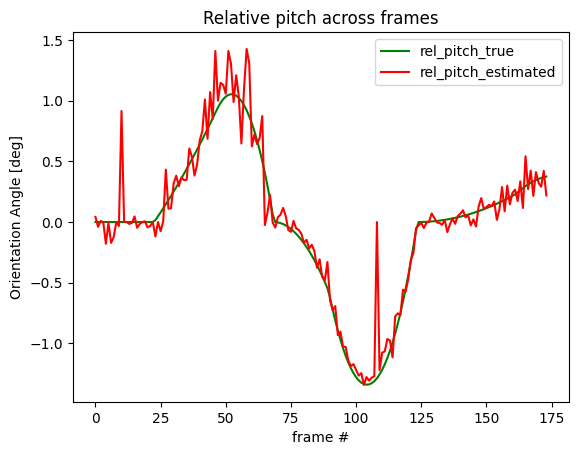 Relative pitch across frames
rel_pitch_true
rel_pitch_estimated
Orientation Angle [deg]
1.5
1.0
0.5
0.0
−0.5
−1.0
0
25
50
75
100
125
150
175
frame #